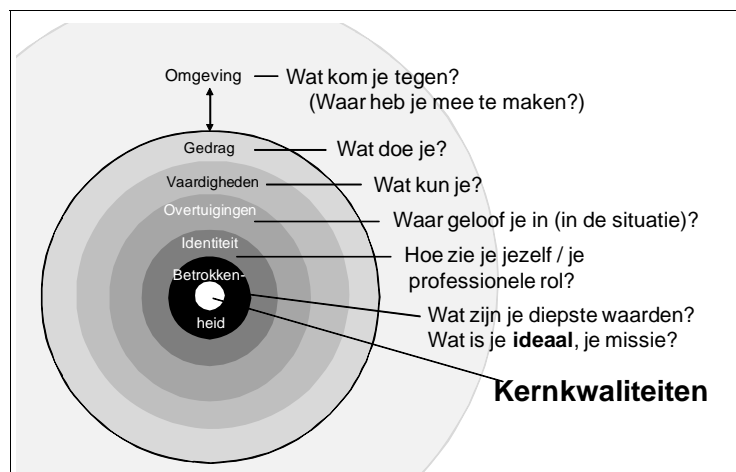 Omgeving
Wat kom je tegen?
(Waar heb je mee te maken?)
Gedrag
Wat doe je?
Vaardigheden
Wat kun je?
Overtuigingen
Waar geloof je in (in de situatie)?
Identiteit
Hoe zie je jezelf / je
professionele rol?
Betrokken-
heid
Wat zijn je diepste waarden?
Wat is je ideaal, je missie?
Kernkwaliteiten